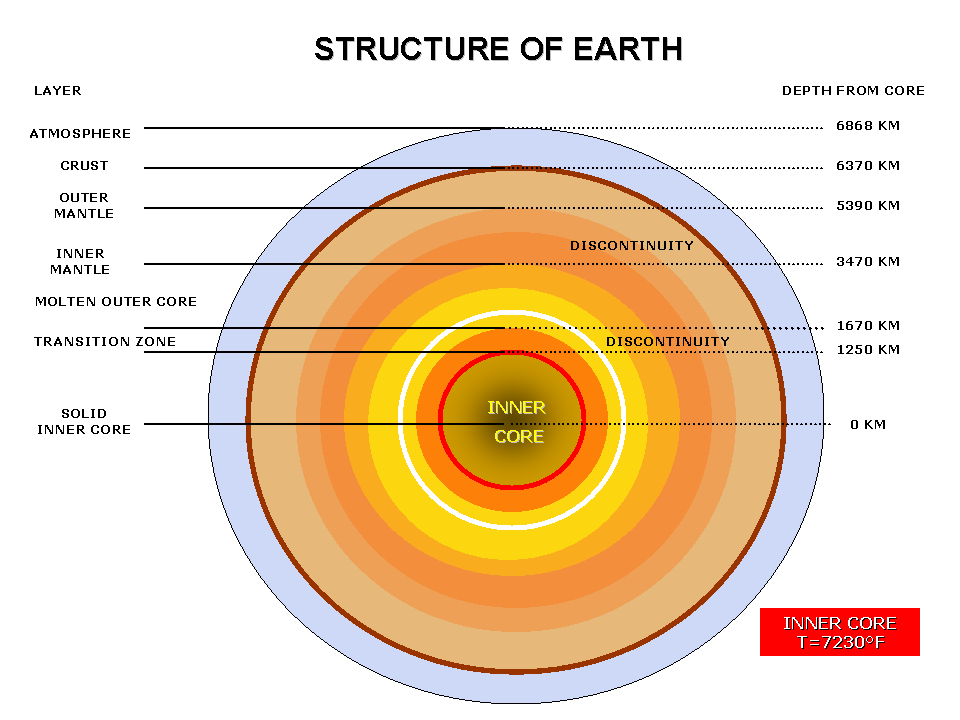 STRUCTURE OF EARTH
LAYER
DEPTH FROM CORE
ATMOSPHERE
6868 KM
CRUST
6370 KM
OUTER
MANTLE
5390 KM
DISCONTINUITY
INNER
MANTLE
3470 KM
MOLTEN OUTER CORE
1670 KM
TRANSITION ZONE
DISCONTINUITY
1250 KM
INNER
CORE
SOLID
INNER CORE
0 KM
INNER CORE
T=7230°F